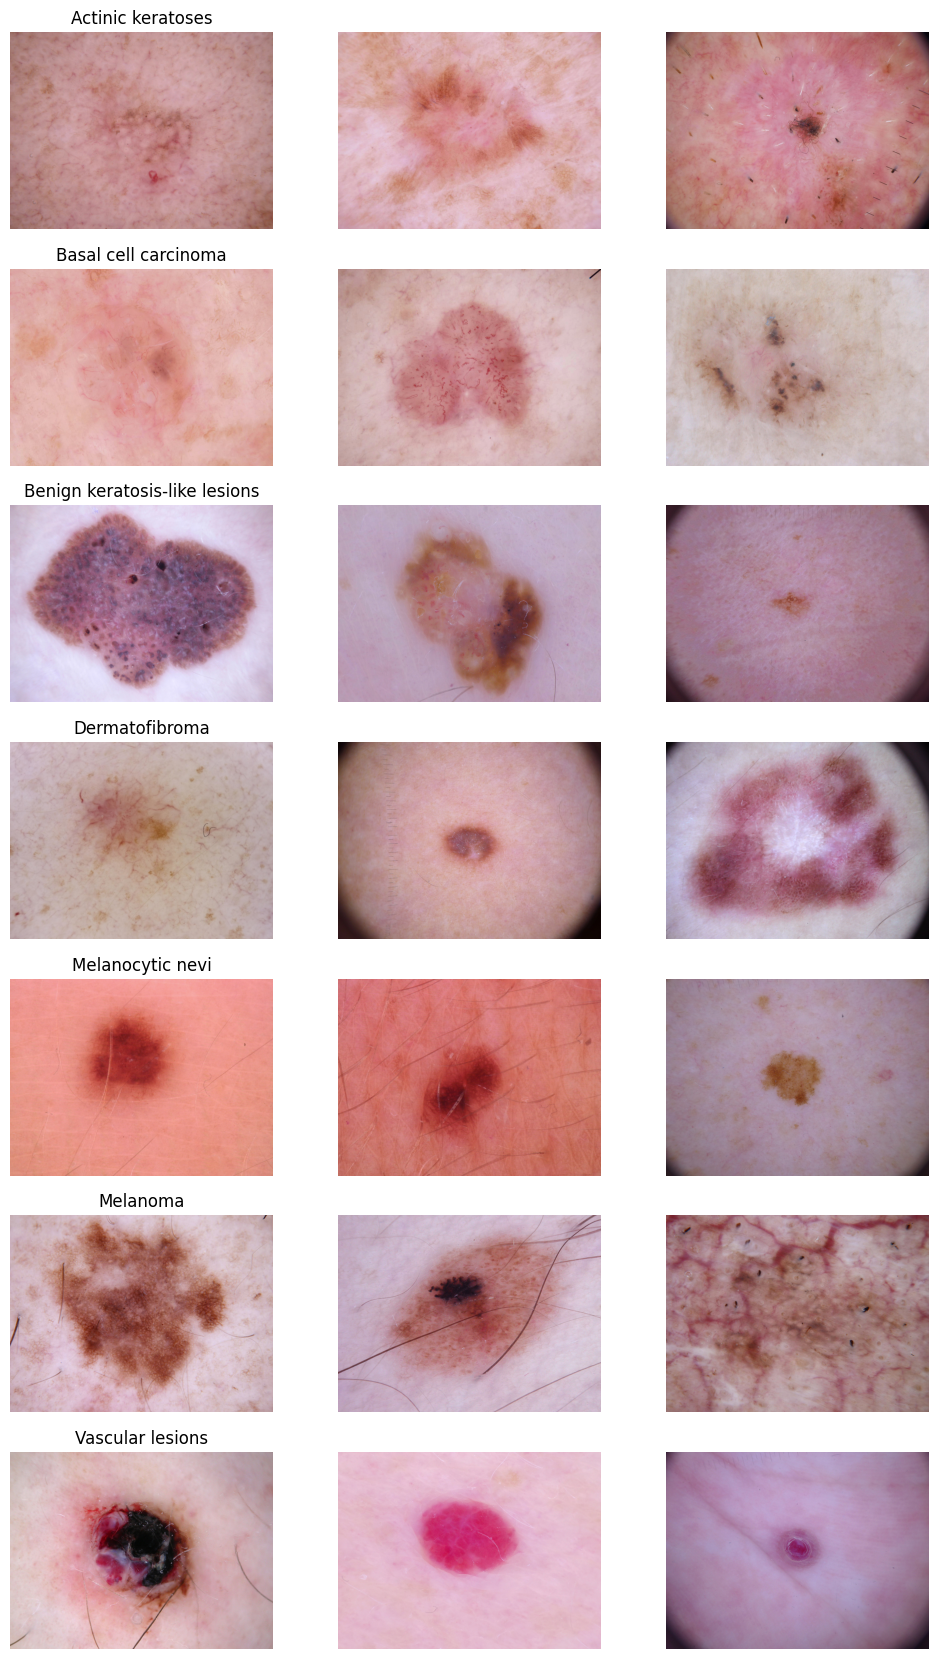 Actinic keratoses
Basal cell carcinoma
Benign keratosis-like lesions
Dermatofibroma
Melanocytic nevi
Melanoma
Vascular lesions